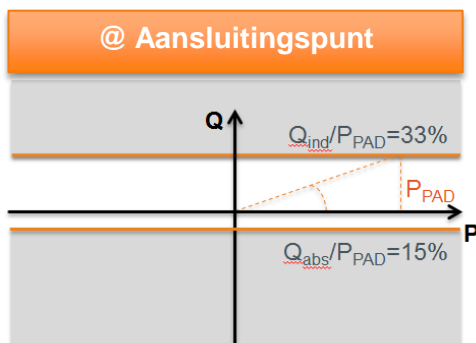 @ Aansluitingspunt
Q
Qind/PPAD=33%
PPAD
P
Qabs/PPAD=15%